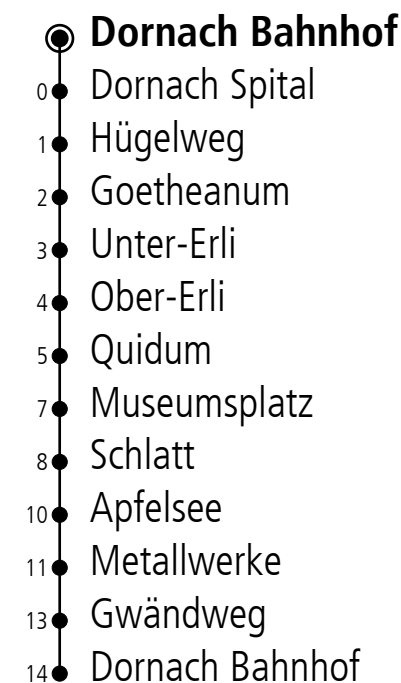 Dornach Bahnhof
0 Dornach Spital
1 Hügelweg
2 Goetheanum
3 Unter-Erli
4 Ober-Erli
5 Quidum
7 Museumsplatz
8 Schlatt
10 Apfelsee
11 Metallwerke
13 Gwändweg
14 Dornach Bahnhof